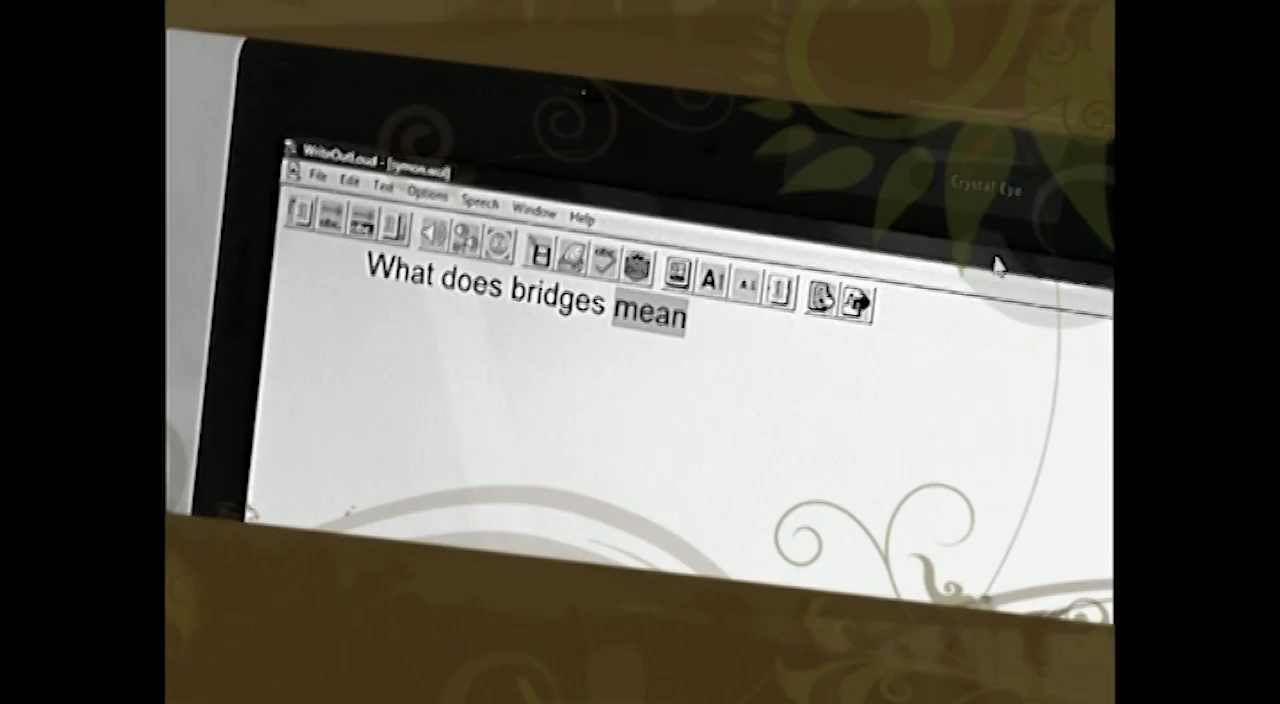 Crystal Eye
WriteOutLoud -
File Edit Text Options Speech Window Help
What does bridges mean